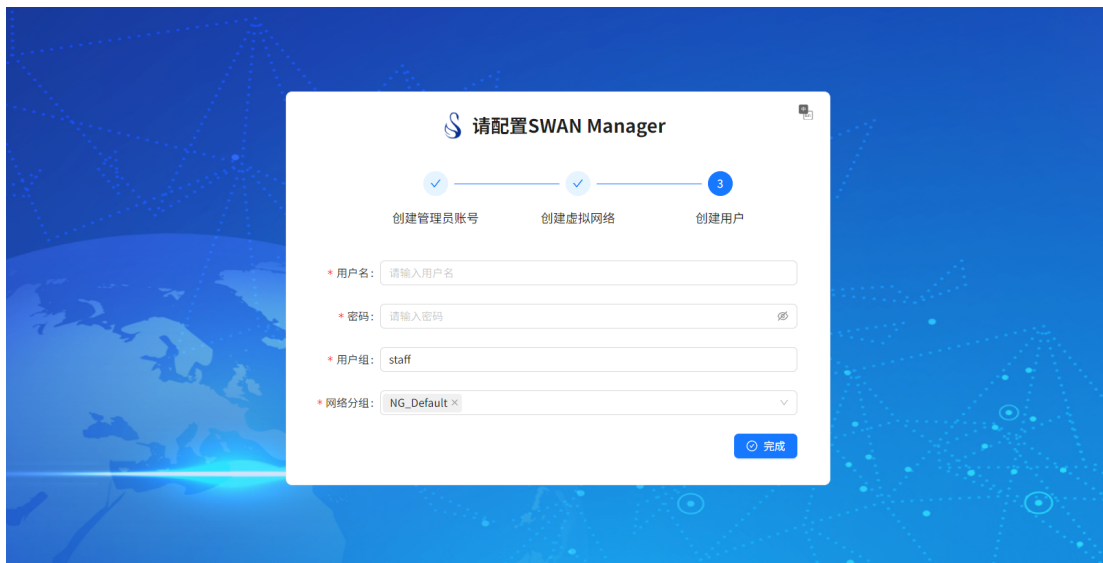 请配置SWAN Manager
3
创建管理员账号 创建虚拟网络 创建用户
* 用户名: 请输入用户名
* 密码: 请输入密码
* 用户组: staff
* 网络分组: NG_Default ×
完成